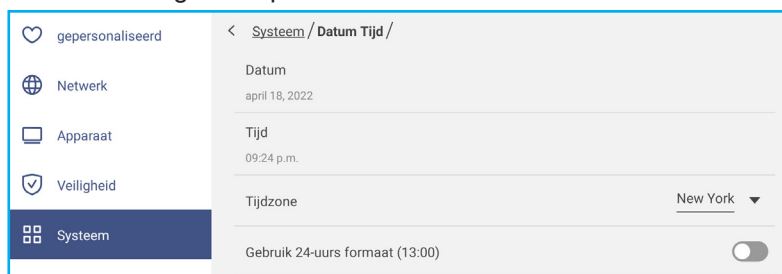 gepersonaliseerd
Netwerk
Apparaat
Veiligheid
Systeem
< Systeem / Datum Tijd /
Datum
april 18, 2022
Tijd
09:24 p.m.
Tijdzone
New York
Gebruik 24-uurs formaat (13:00)